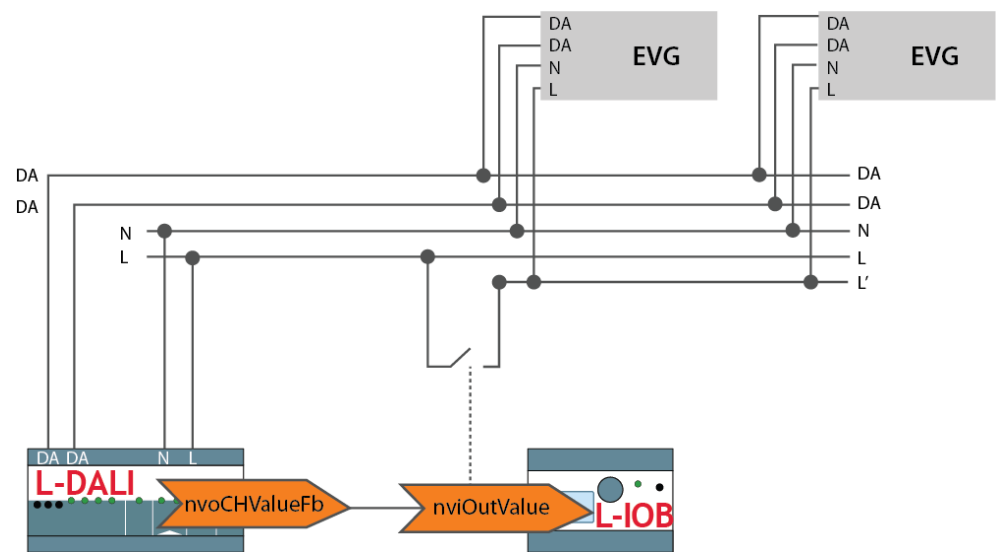 DA
DA
N
L
EVG
DA
DA
N
L
EVG
DA
DA
N
L
DA
DA
N
L
L'
DA DA N L
L-DALI
nvoCHValueFb
nviOutValue
L-IOB